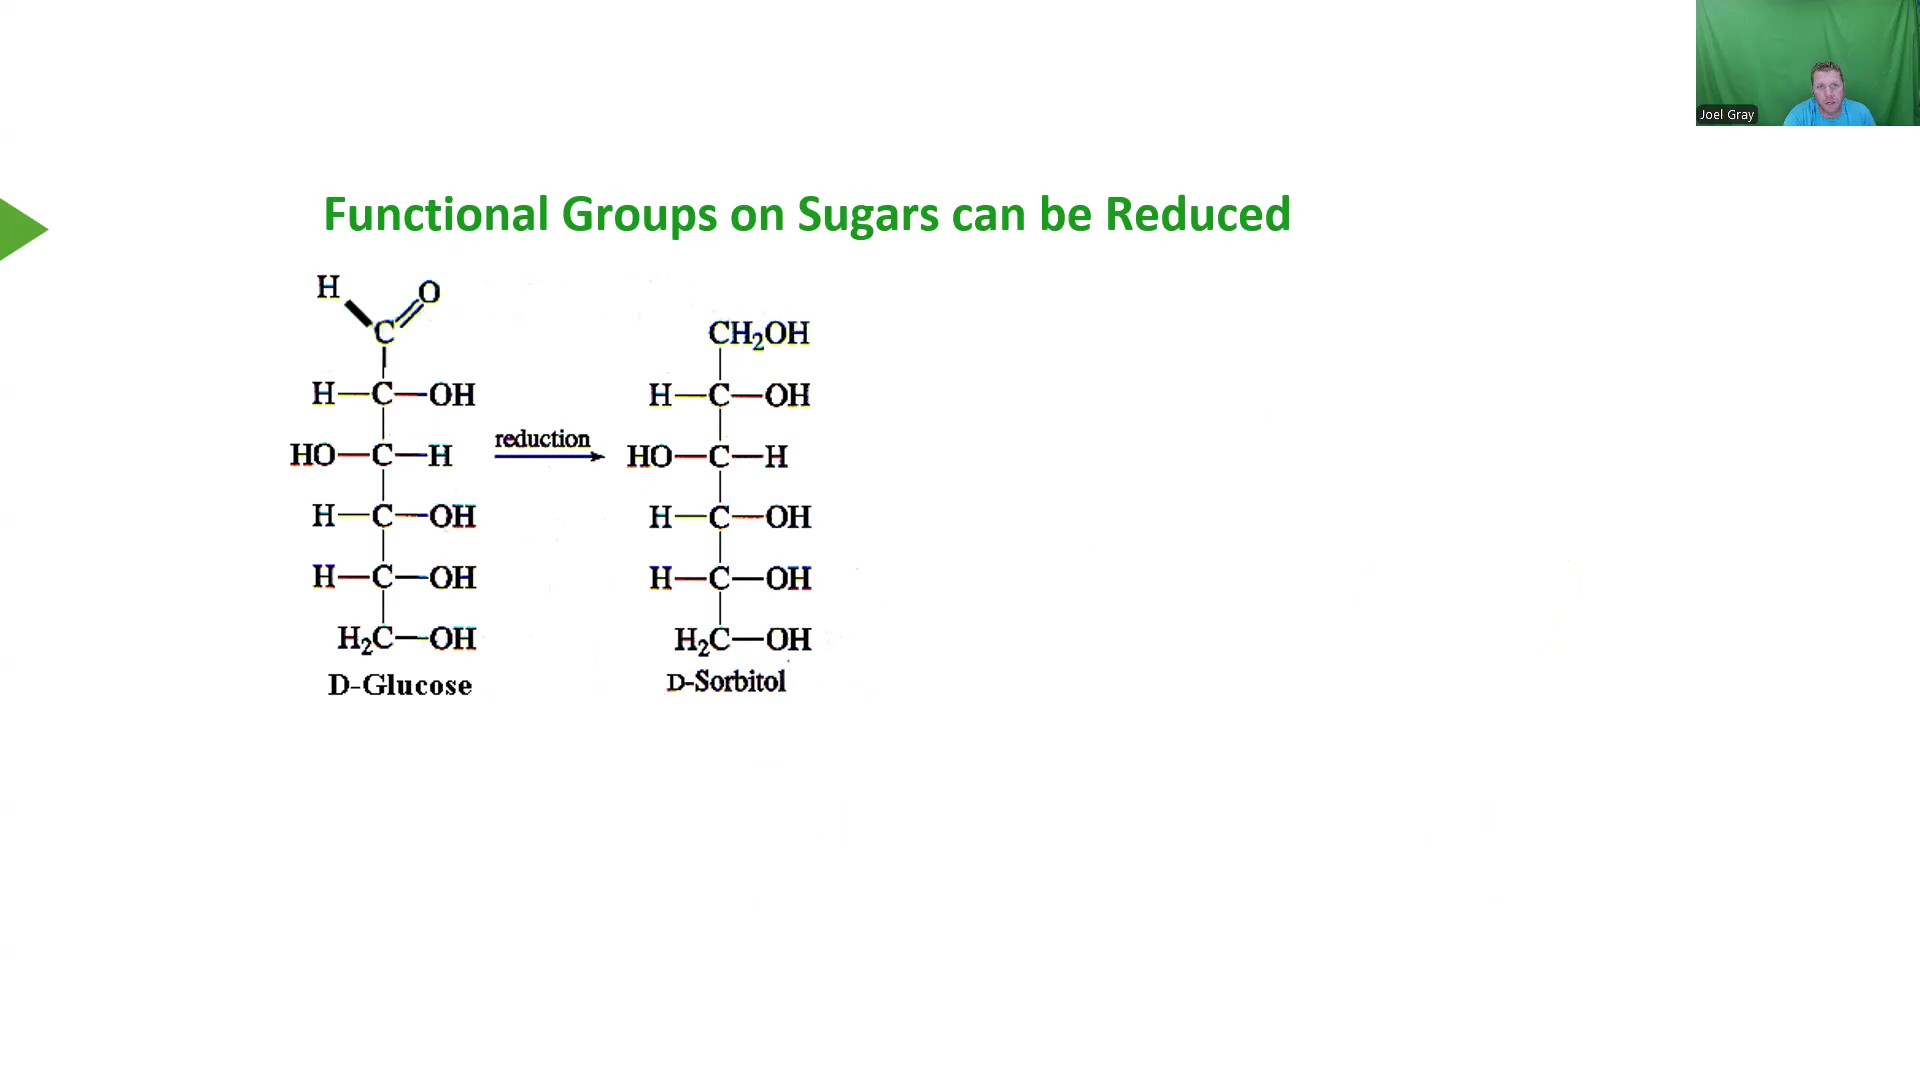 Joel Gray
Functional Groups on Sugars can be Reduced
H O
C
H—C—OH
HO—C—H
H—C—OH
H—C—OH
H₂C—OH
D-Glucose
reduction
CH₂OH
H—C—OH
HO—C—H
H—C—OH
H—C—OH
H₂C—OH
D-Sorbitol